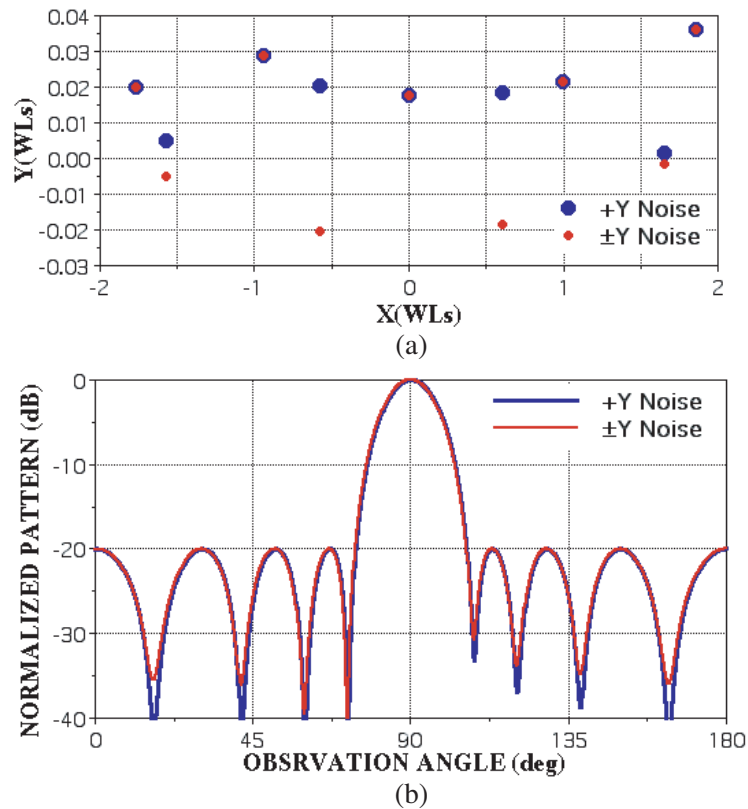 0.04
0.03
0.02
0.01
0.00
-0.01
-0.02
-0.03
Y(WLs)
+Y Noise
±Y Noise
-2 -1 0 1 2
X(WLs)
(a)
0
-10
-20
-30
-40
NORMALIZED PATTERN (dB)
+Y Noise
±Y Noise
0 45 90 135 180
OBSRVATION ANGLE (deg)
(b)